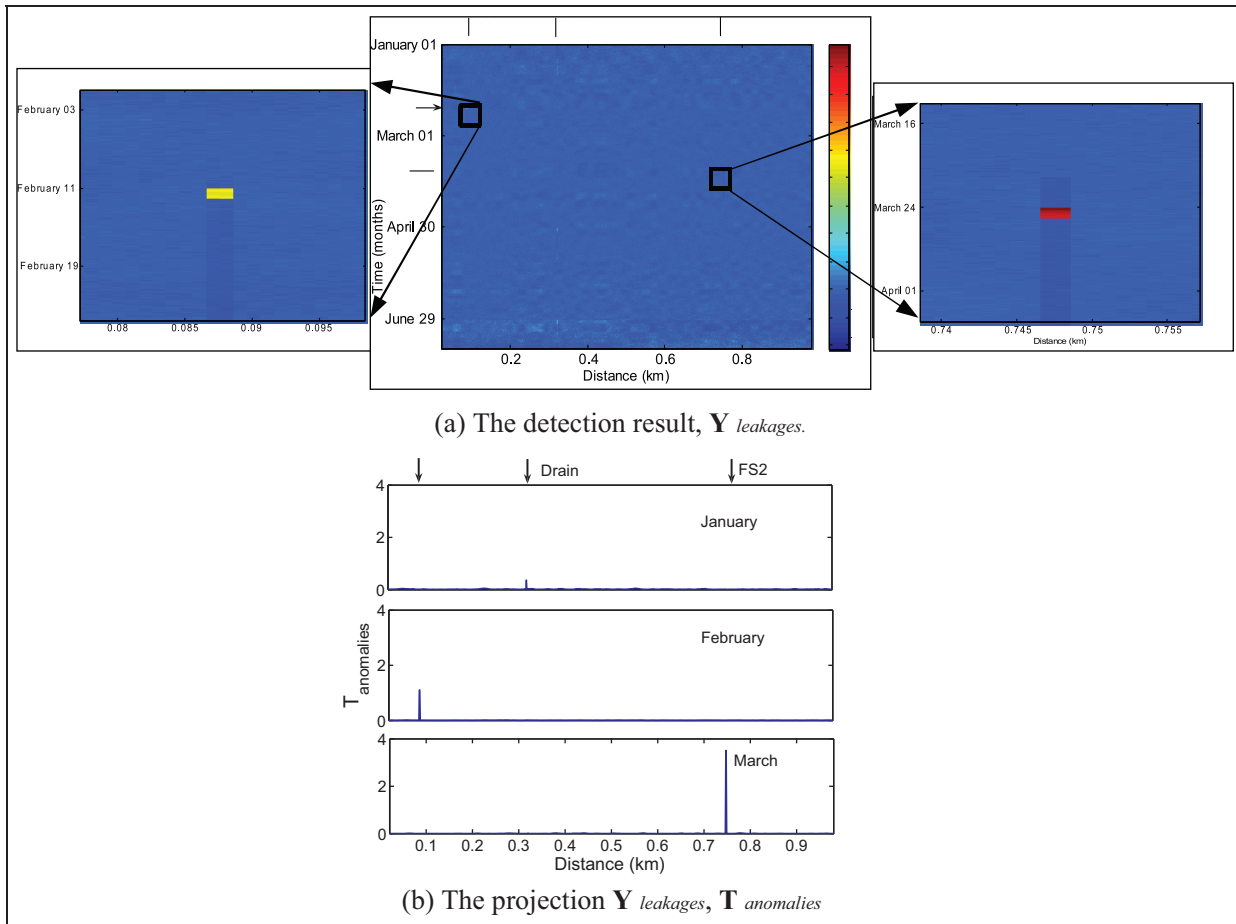 January 01
March 01
April 30
June 29
Time (months)
0.2 0.4 0.6 0.8
Distance (km)
February 03
February 11
February 19
0.08 0.085 0.09 0.095
March 16
March 24
April 01
0.74 0.745 0.75 0.755
Distance (km)
(a) The detection result, Y leakages.
Drain FS2
4
2
0
January
4
2
0
February
4
2
0
March
T anomalies
0.1 0.2 0.3 0.4 0.5 0.6 0.7 0.8 0.9
Distance (km)
(b) The projection Y leakages, T anomalies